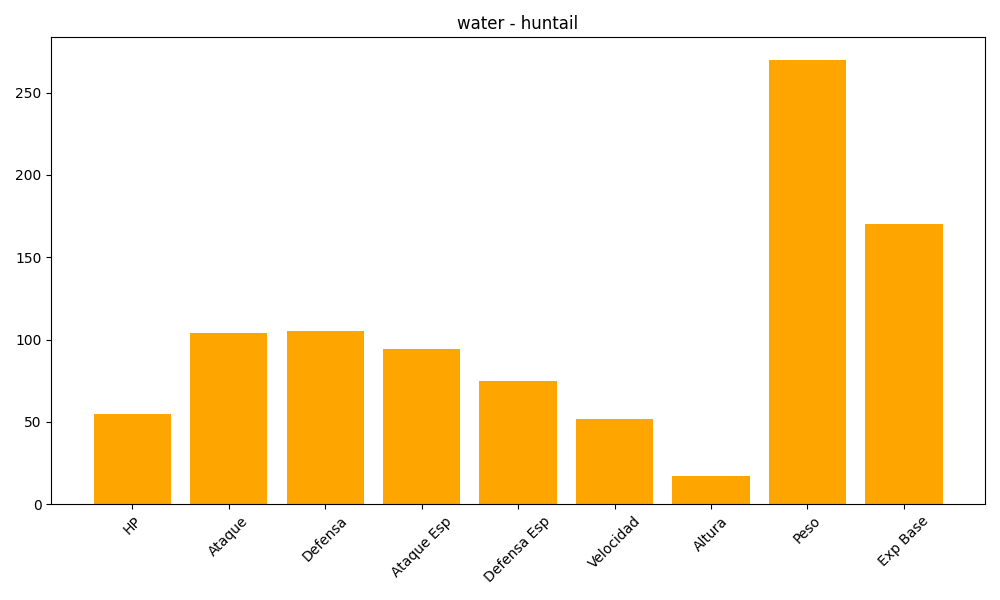 water - huntail
250
200
150
100
50
0
HP
Ataque
Defensa
Ataque Esp
Defensa Esp
Velocidad
Altura
Peso
Exp Base